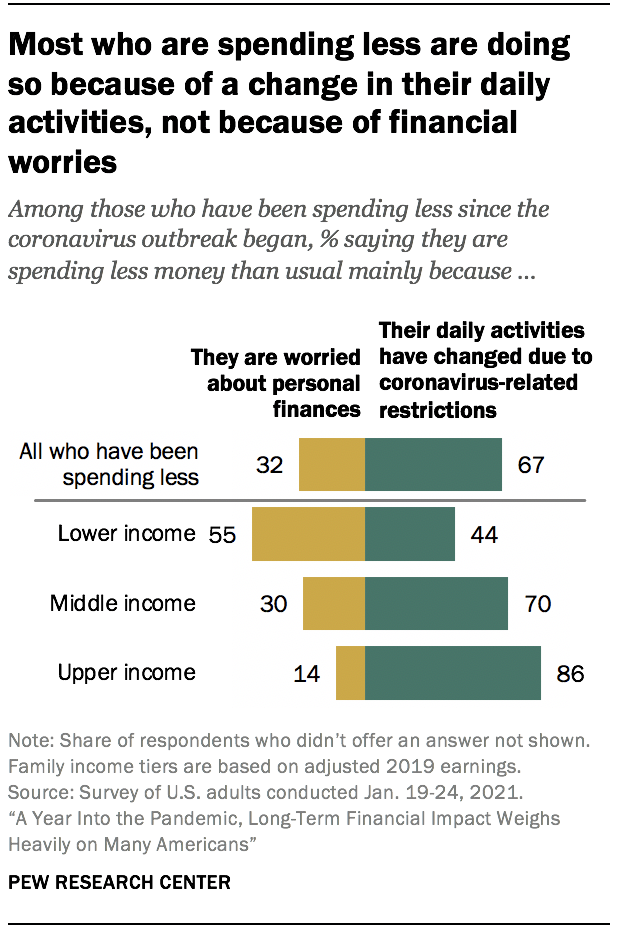 Most who are spending less are doing
so because of a change in their daily
activities, not because of financial
worries
Among those who have been spending less since the
coronavirus outbreak began, % saying they are
spending less money than usual mainly because ...
They are worried
about personal
finances
Their daily activities
have changed due to
coronavirus-related
restrictions
All who have been
spending less
32
67
Lower income
55
44
Middle income
30
70
Upper income
14
86
Note: Share of respondents who didn’t offer an answer not shown.
Family income tiers are based on adjusted 2019 earnings.
Source: Survey of U.S. adults conducted Jan. 19-24, 2021.
“A Year Into the Pandemic, Long-Term Financial Impact Weighs
Heavily on Many Americans”
PEW RESEARCH CENTER